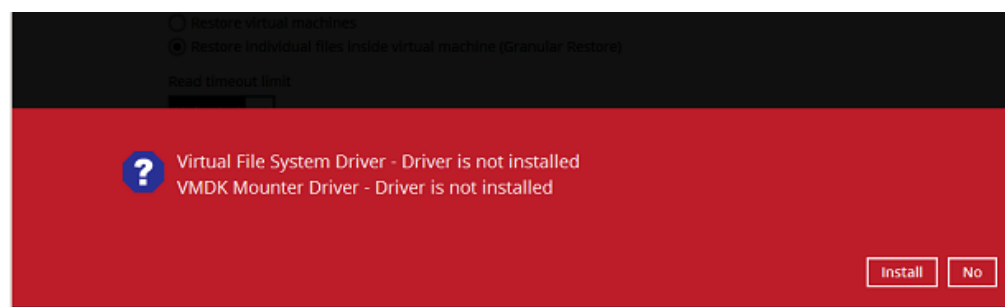 Restore virtual machines
Restore individual files inside virtual machine (Granular Restore)
Read timeout limit
Virtual File System Driver - Driver is not installed
VMDK Mounter Driver - Driver is not installed
Install
No